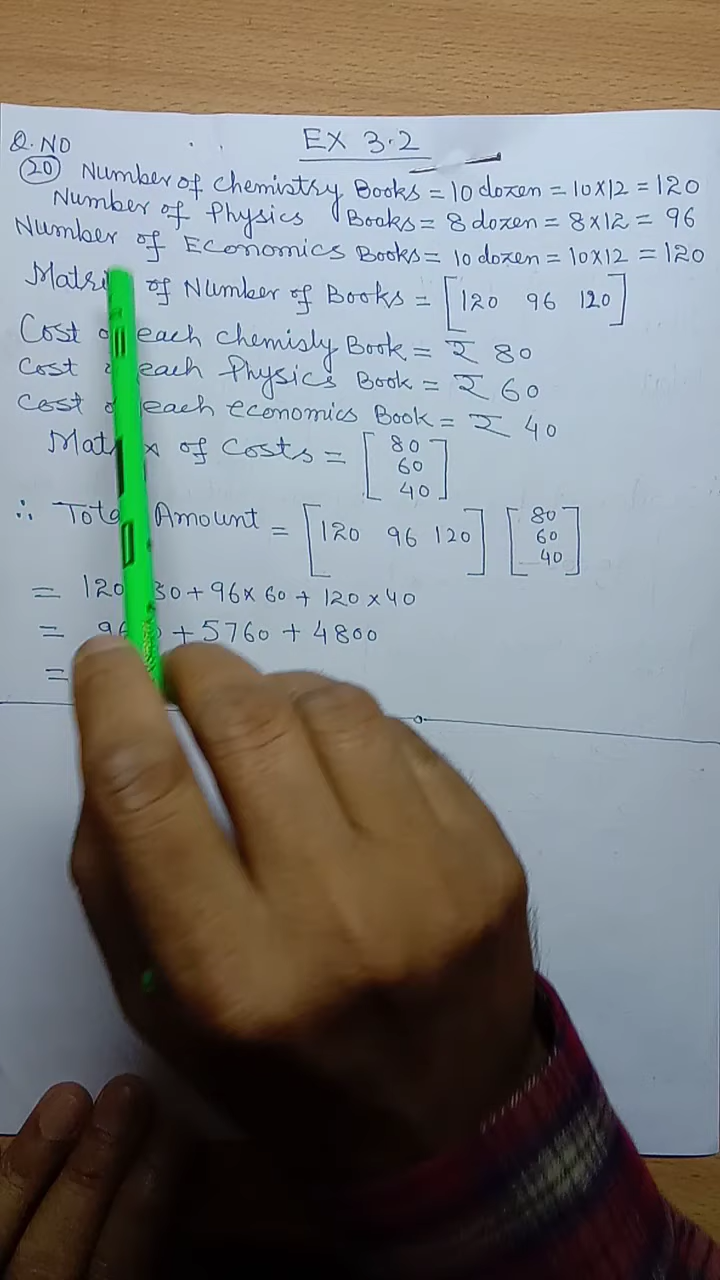 Q.NO EX 3.2
(20) Number of Chemistry Books = 10 dozen = 10×12 = 120
Number of Physics Books = 8 dozen = 8×12 = 96
Number of Economics Books = 10 dozen = 10×12 = 120
of Number of Books = [120 96 120]
Cost each chemisly Book = ₹ 80
Cost each Physics Book = ₹ 60
Cost each economics Book = ₹ 40
of Costs = [80
60
40]
∴ Amount = [120 96 120] [80
60
40]
= 120 + 96×60 + 120×40
= + 5760 + 4800
=